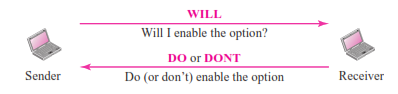 WILL
Will I enable the option?
DO or DONT
Sender
Do (or don't) enable the option
Receiver